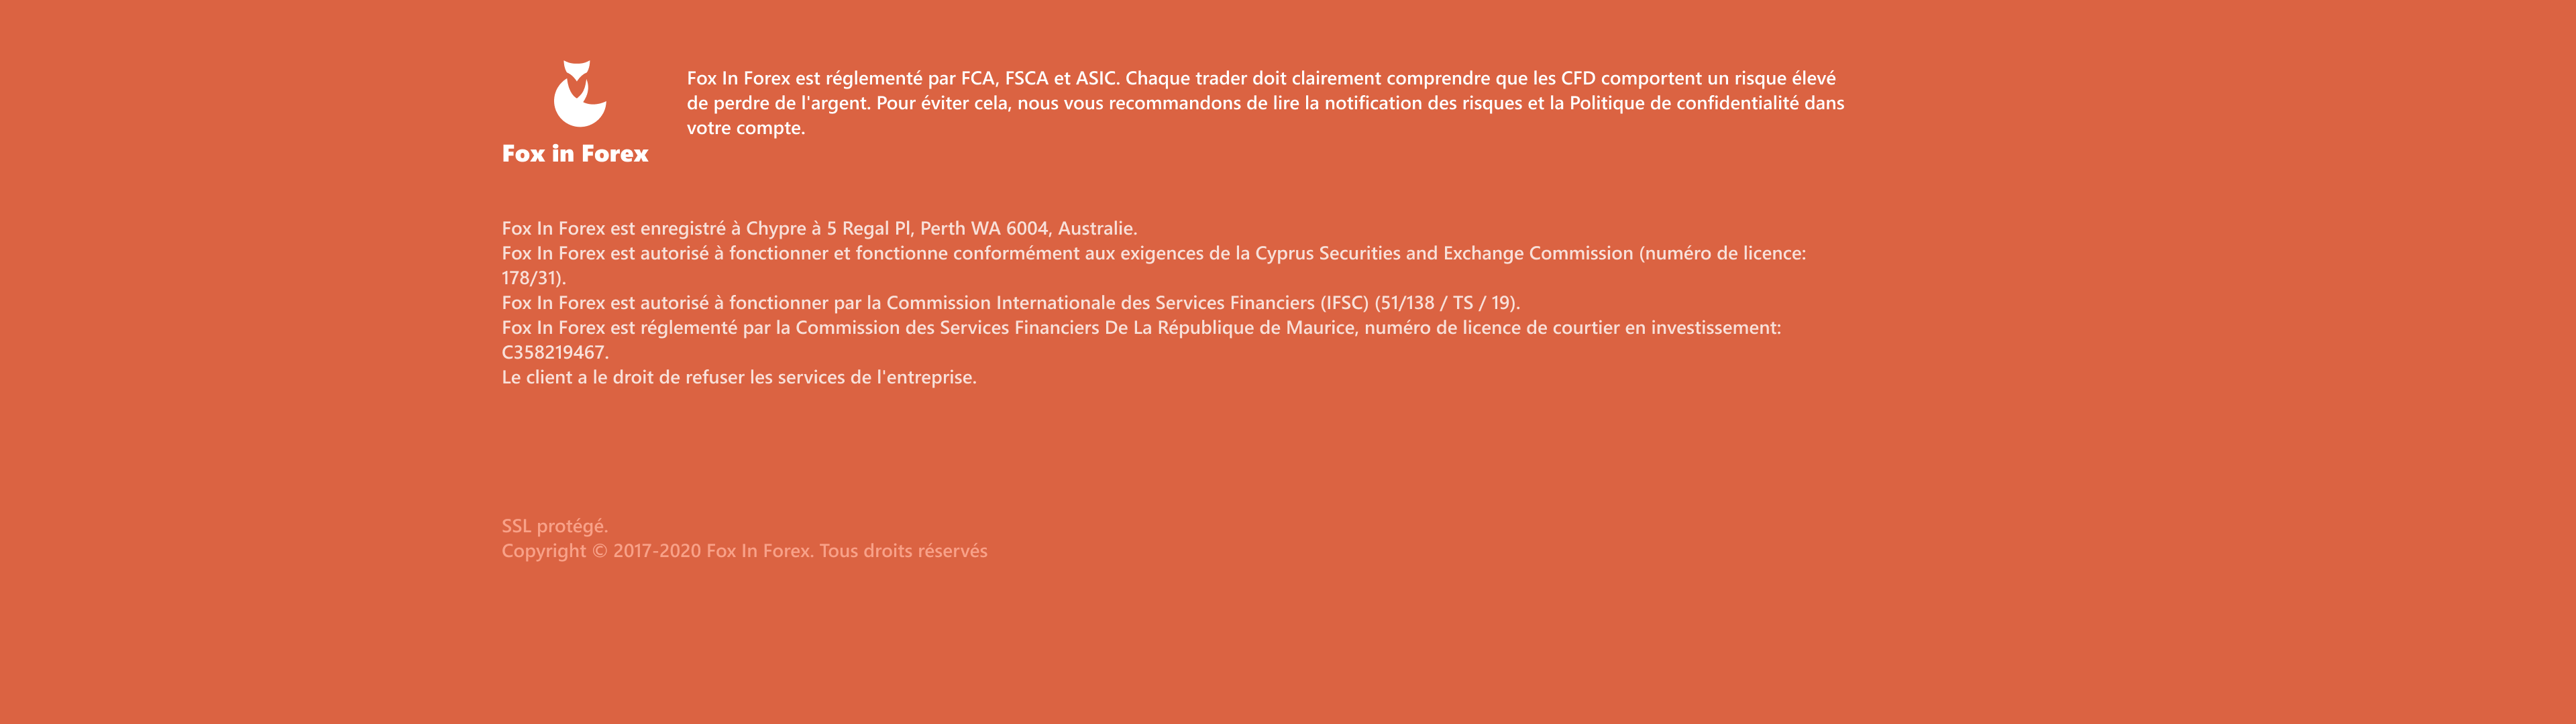 Fox in Forex
Fox In Forex est réglementé par FCA, FSCA et ASIC. Chaque trader doit clairement comprendre que les CFD comportent un risque élevé
de perdre de l'argent. Pour éviter cela, nous vous recommandons de lire la notification des risques et la Politique de confidentialité dans
votre compte.
Fox In Forex est enregistré à Chypre à 5 Regal Pl, Perth WA 6004, Australie.
Fox In Forex est autorisé à fonctionner et fonctionne conformément aux exigences de la Cyprus Securities and Exchange Commission (numéro de licence:
178/31).
Fox In Forex est autorisé à fonctionner par la Commission Internationale des Services Financiers (IFSC) (51/138 / TS / 19).
Fox In Forex est réglementé par la Commission des Services Financiers De La République de Maurice, numéro de licence de courtier en investissement:
C358219467.
Le client a le droit de refuser les services de l'entreprise.
SSL protégé.
Copyright © 2017-2020 Fox In Forex. Tous droits réservés